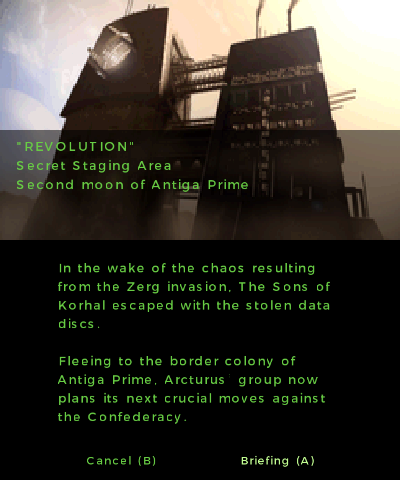 "REVOLUTION"
Secret Staging Area
Second moon of Antiga Prime
In the wake of the chaos resulting
from the Zerg invasion, The Sons of
Korhal escaped with the stolen data
discs.
Fleeing to the border colony of
Antiga Prime, Arcturus group now
plans its next crucial moves against
the Confederacy.
Cancel (B)
Briefing (A)